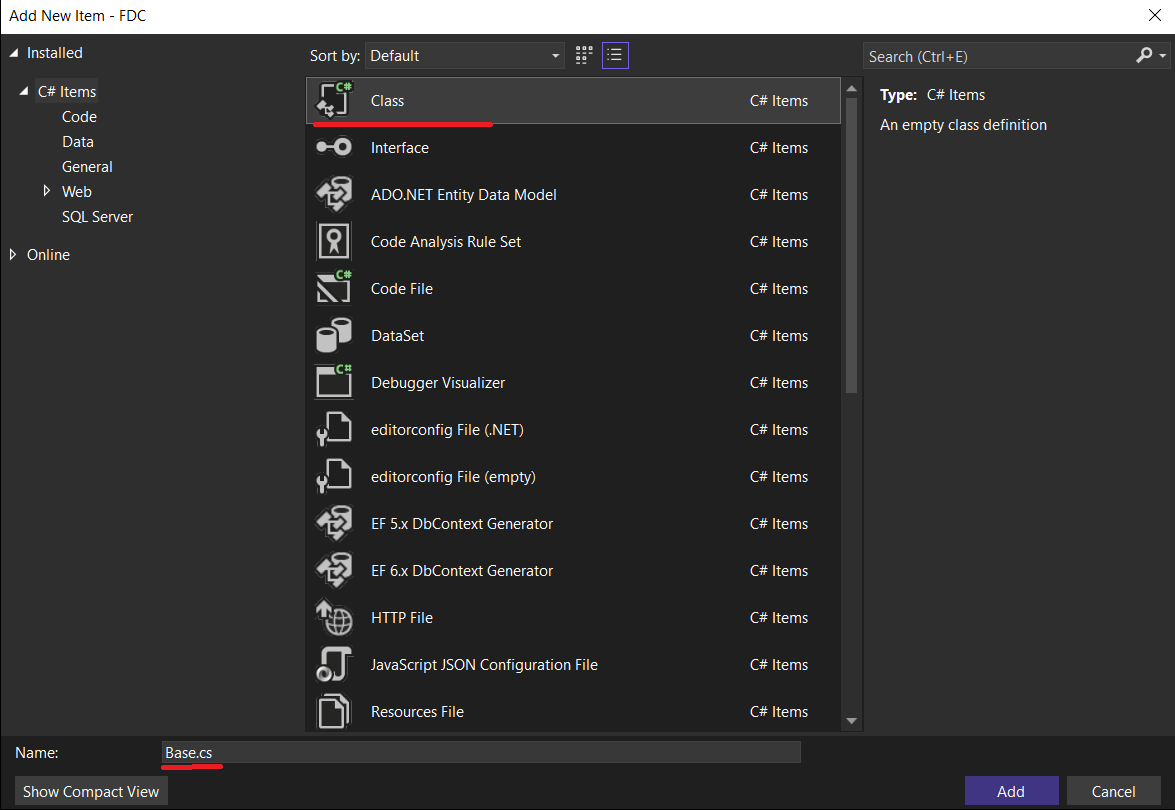 Add New Item - FDC
Installed
C# Items
Code
Data
General
Web
SQL Server
Online
Sort by: Default
Search (Ctrl+E)
C# Class C# Items
Interface C# Items
ADO.NET Entity Data Model C# Items
Code Analysis Rule Set C# Items
C# Code File C# Items
DataSet C# Items
C# Debugger Visualizer C# Items
editorconfig File (.NET) C# Items
editorconfig File (empty) C# Items
EF 5.x DbContext Generator C# Items
EF 6.x DbContext Generator C# Items
HTTP File C# Items
JavaScript JSON Configuration File C# Items
Resources File C# Items
Type: C# Items
An empty class definition
Name: Base.cs
Show Compact View
Add
Cancel